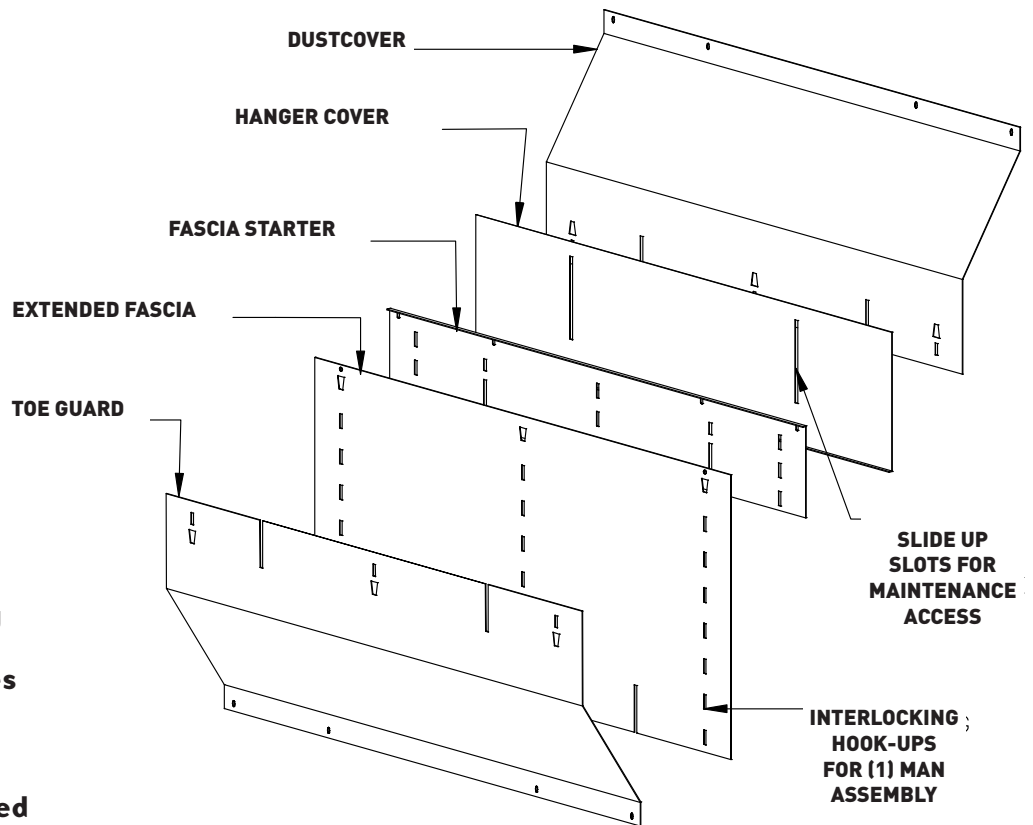 DUSTCOVER
HANGER COVER
FASCIA STARTER
EXTENDED FASCIA
TOE GUARD
SLIDE UP
SLOTS FOR
MAINTENANCE
ACCESS
INTERLOCKING ;
HOOK-UPS
FOR (1) MAN
ASSEMBLY